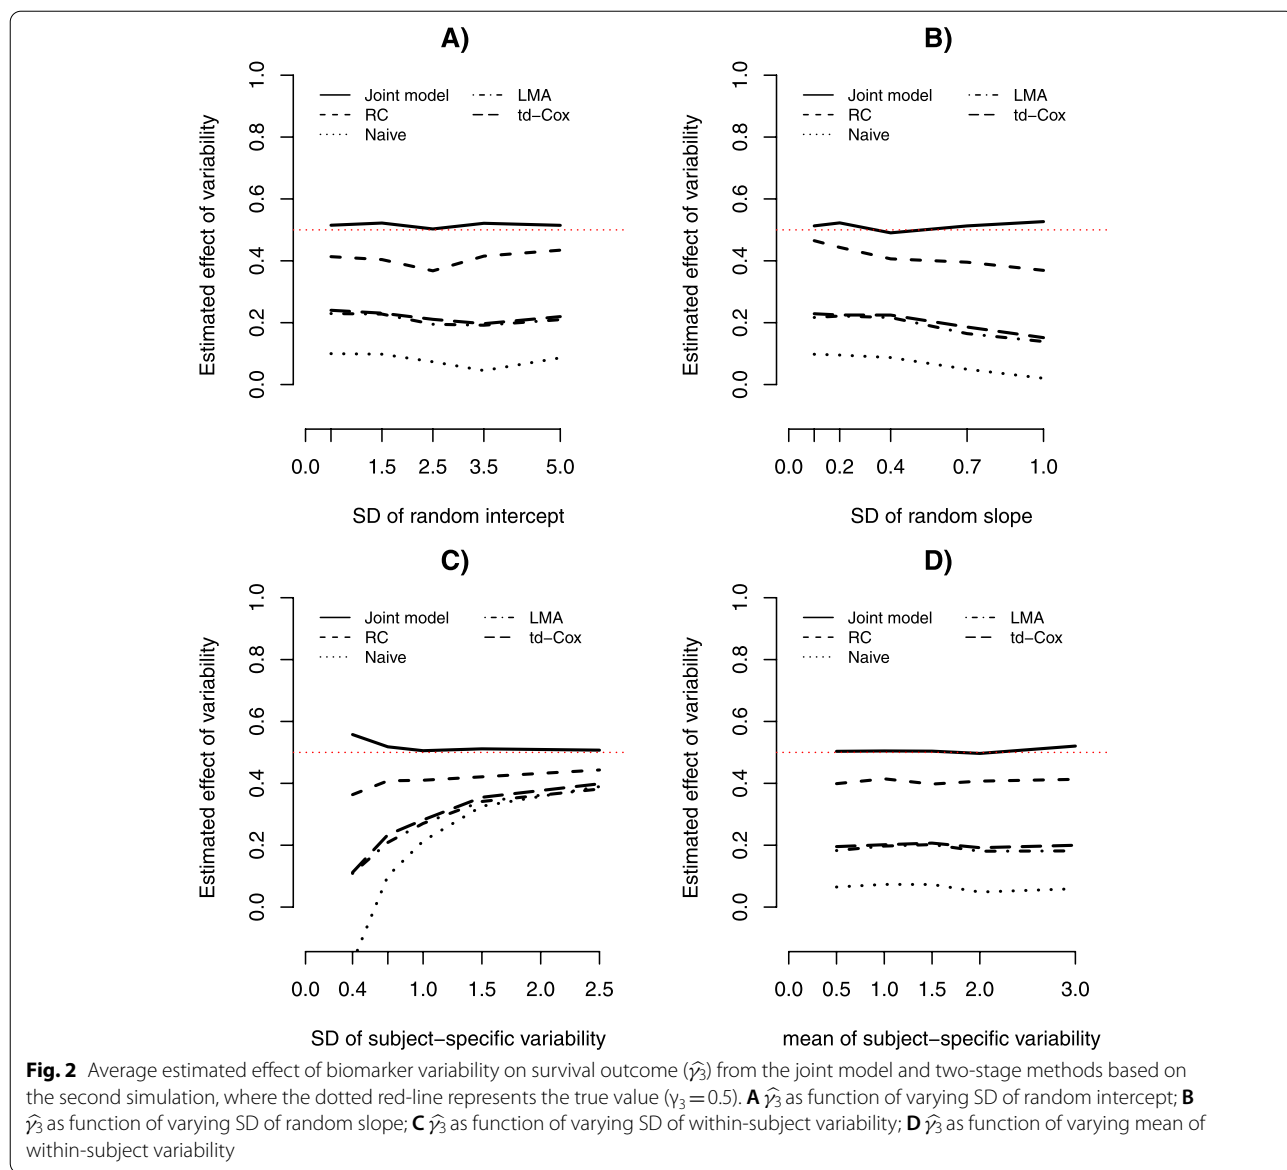 A)
Estimated effect of variability
1.0
0.8
0.6
0.4
0.2
0.0
Joint model
RC
Naive
LMA
td−Cox
0.0 1.5 2.5 3.5 5.0
SD of random intercept
B)
Estimated effect of variability
1.0
0.8
0.6
0.4
0.2
0.0
Joint model
RC
Naive
LMA
td−Cox
0.0 0.2 0.4 0.7 1.0
SD of random slope
C)
Estimated effect of variability
1.0
0.8
0.6
0.4
0.2
0.0
Joint model
RC
Naive
LMA
td−Cox
0.0 0.4 1.0 1.5 2.0 2.5
SD of subject−specific variability
D)
Estimated effect of variability
1.0
0.8
0.6
0.4
0.2
0.0
Joint model
RC
Naive
LMA
td−Cox
0.0 0.5 1.0 1.5 2.0 3.0
mean of subject−specific variability
Fig. 2 Average estimated effect of biomarker variability on survival outcome (γ̂₃) from the joint model and two-stage methods based on
the second simulation, where the dotted red-line represents the true value (γ₃ = 0.5). A γ̂₃ as function of varying SD of random intercept; B
γ̂₃ as function of varying SD of random slope; C γ̂₃ as function of varying SD of within-subject variability; D γ̂₃ as function of varying mean of
within-subject variability